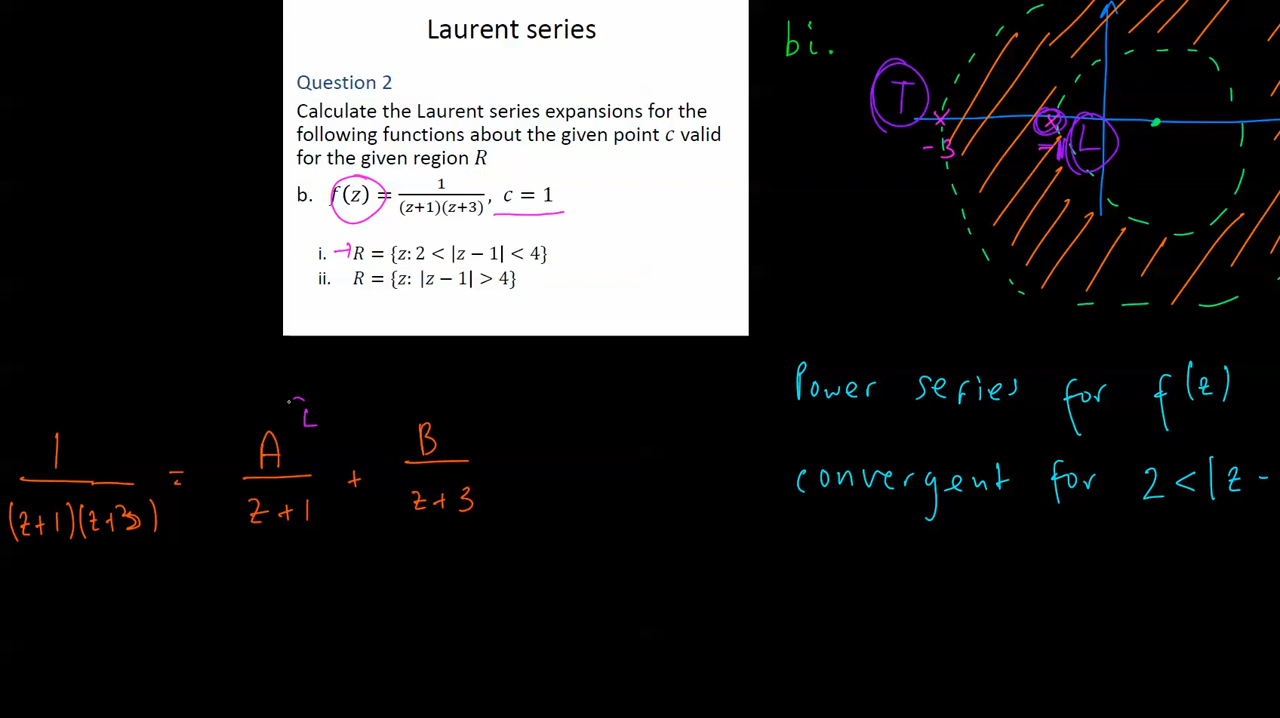 Laurent series
Question 2
Calculate the Laurent series expansions for the
following functions about the given point c valid
for the given region R
b. f(z) = 1/((z+1)(z+3)), c = 1
i. → R = {z: 2 < |z − 1| < 4}
ii. R = {z: |z − 1| > 4}
bi.
T
L
-3
Power series for f(z)
convergent for 2 < |z -
L
1/((z+1)(z+3)) = A/(z+1) + B/(z+3)